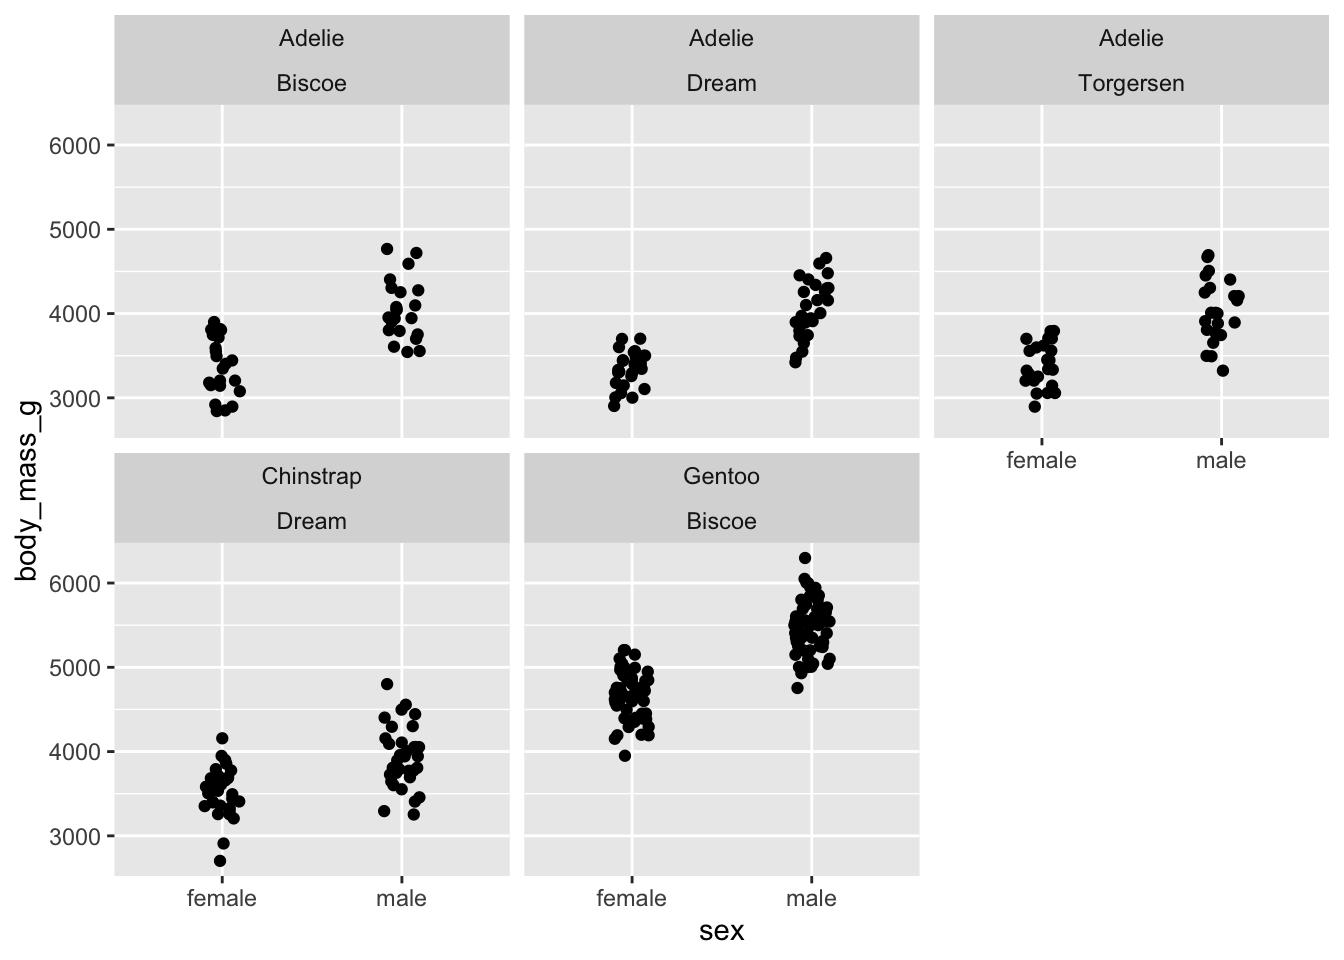 Adelie
Biscoe
Adelie
Dream
Adelie
Torgersen
6000
5000
4000
3000
female
male
Chinstrap
Dream
Gentoo
Biscoe
6000
5000
4000
3000
female
male
female
male
sex
body_mass_g